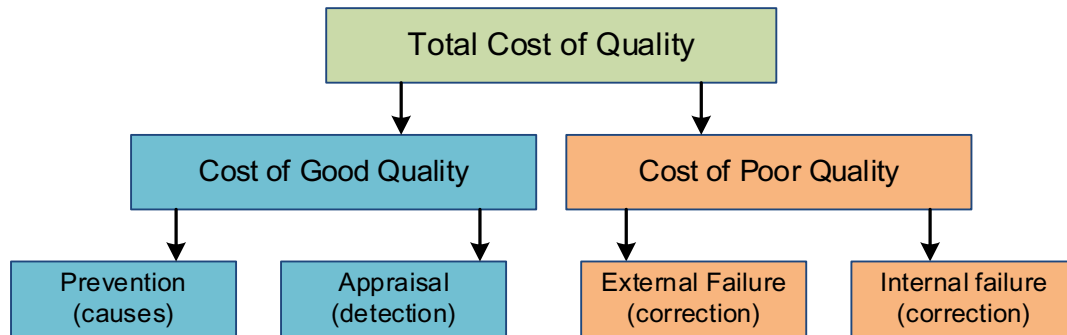 Total Cost of Quality
Cost of Good Quality
Cost of Poor Quality
Prevention
(causes)
Appraisal
(detection)
External Failure
(correction)
Internal failure
(correction)